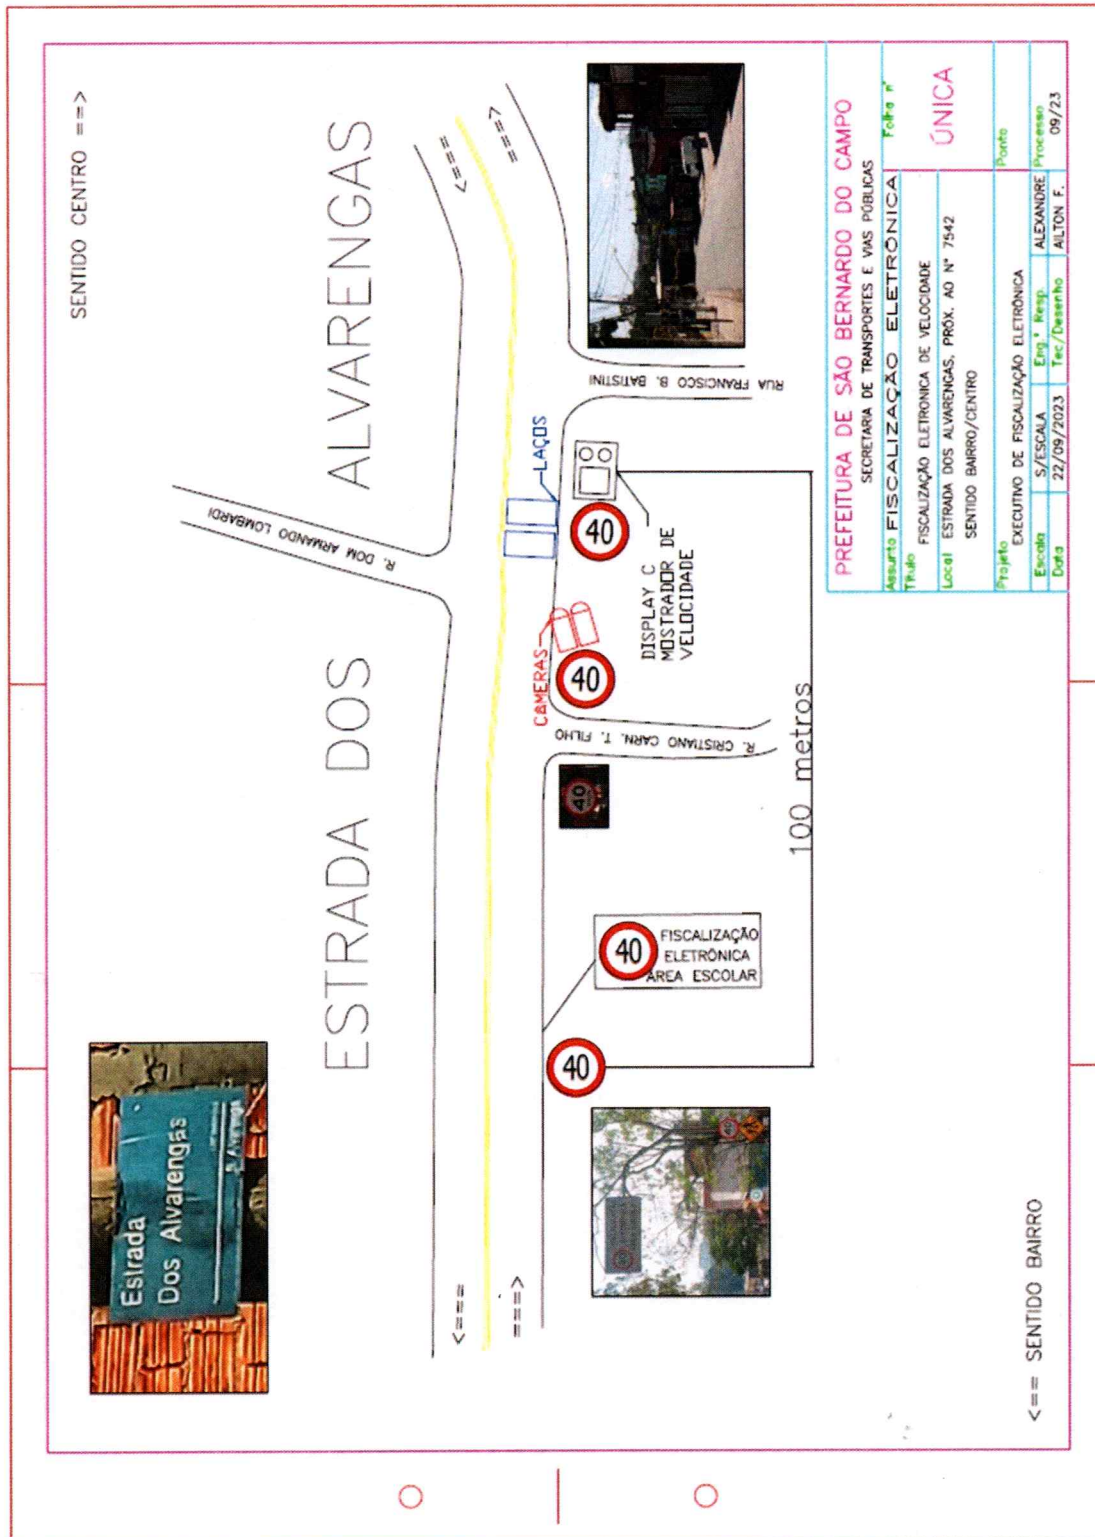 SENTIDO CENTRO ==>
ESTRADA DOS ALVARENGAS
Estrada
Dos Alvarengas
R. DOM ARMANDO LOMBARDI
<====
====>
<====
====>
LAÇOS
CÂMERAS
40
40
40
DISPLAY C
MOSTRADOR DE
VELOCIDADE
RUA FRANCISCO B. BATISTINI
R. CRISTIANO CARN. T. FILHO
40
FISCALIZAÇÃO
ELETRÔNICA
ÁREA ESCOLAR
40
40
100 metros
<== SENTIDO BAIRRO
PREFEITURA DE SÃO BERNARDO DO CAMPO
SECRETARIA DE TRANSPORTES E VIAS PÚBLICAS
Assunto FISCALIZAÇÃO ELETRÔNICA
Folha nº
ÚNICA
Título
FISCALIZAÇÃO ELETRONICA DE VELOCIDADE
Local ESTRADA DOS ALVARENGAS, PRÓX. AO Nº 7542
SENTIDO BAIRRO/CENTRO
Projeto
EXECUTIVO DE FISCALIZAÇÃO ELETRÔNICA
Ponto
Escala S/ESCALA Eng.º Resp. ALEXANDRE Processo
Data 22/09/2023 Tec/Desenho AILTON F. 09/23